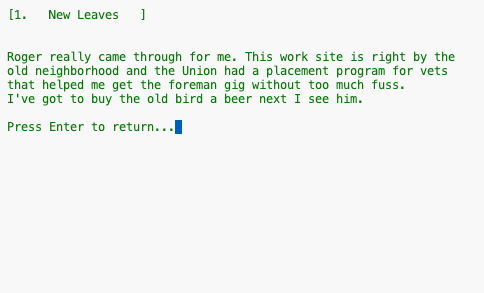 [1.   New Leaves   ]
Roger really came through for me. This work site is right by the
old neighborhood and the Union had a placement program for vets
that helped me get the foreman gig without too much fuss.
I've got to buy the old bird a beer next I see him.
Press Enter to return...